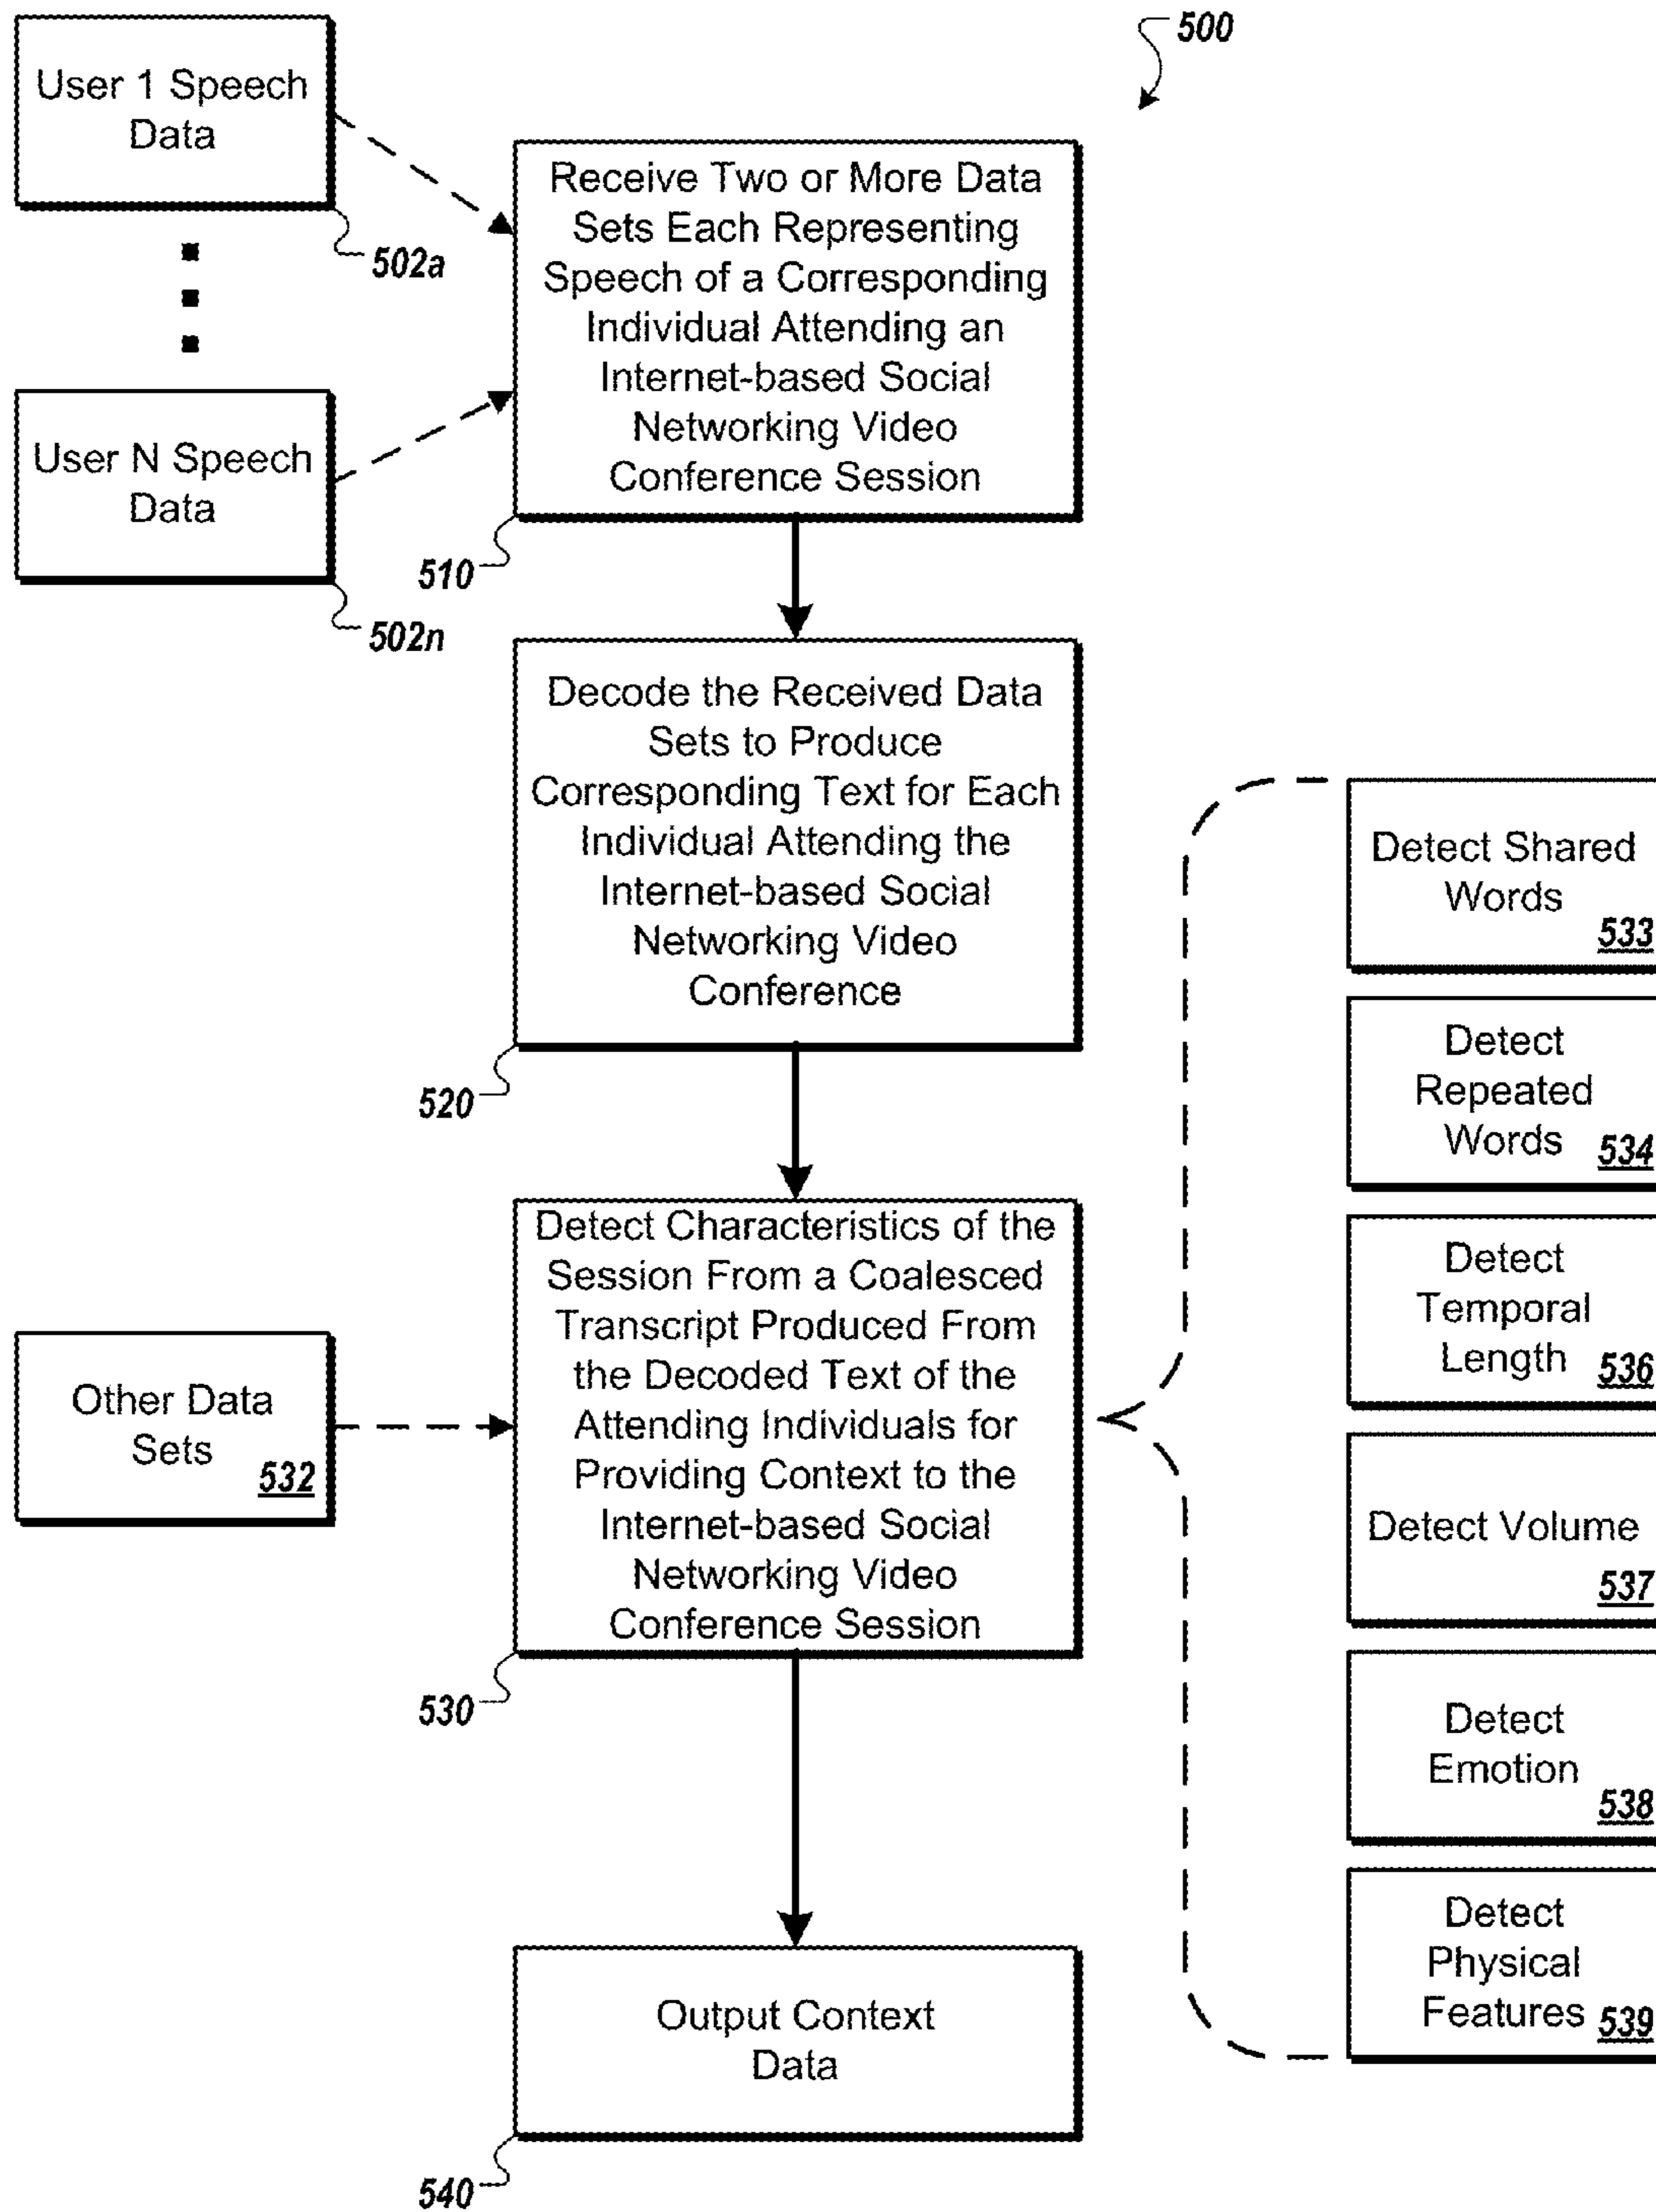 500
User 1 Speech
Data
502a
User N Speech
Data
502n
Receive Two or More Data
Sets Each Representing
Speech of a Corresponding
Individual Attending an
Internet-based Social
Networking Video
Conference Session
510
Decode the Received Data
Sets to Produce
Corresponding Text for Each
Individual Attending the
Internet-based Social
Networking Video
Conference
520
Other Data
Sets
532
Detect Characteristics of the
Session From a Coalesced
Transcript Produced From
the Decoded Text of the
Attending Individuals for
Providing Context to the
Internet-based Social
Networking Video
Conference Session
530
Detect Shared
Words
533
Detect
Repeated
Words
534
Detect
Temporal
Length
536
Detect Volume
537
Detect
Emotion
538
Detect
Physical
Features
539
Output Context
Data
540